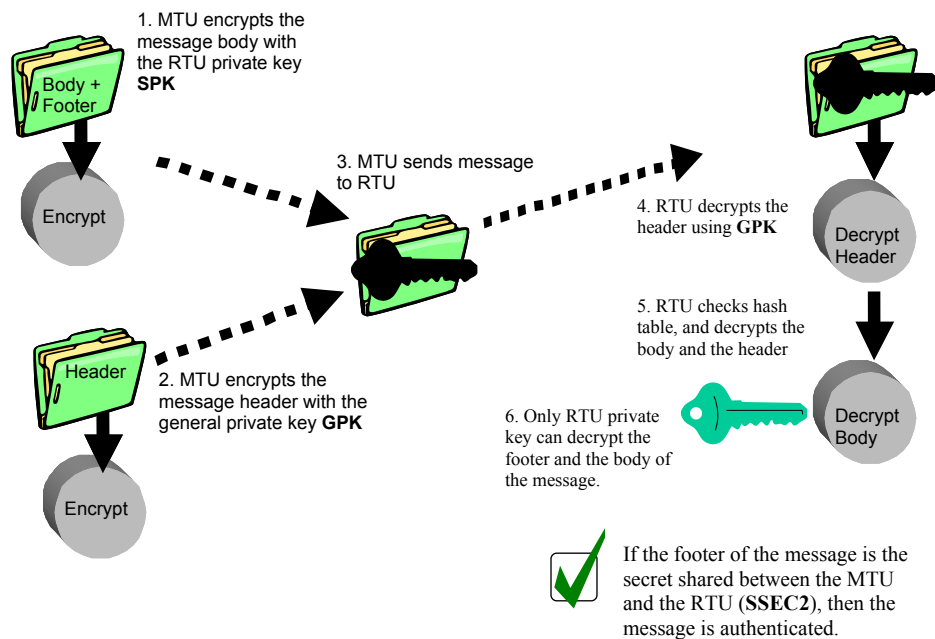 1. MTU encrypts the
message body with
the RTU private key
SPK
Body +
Footer
Encrypt
3. MTU sends message
to RTU
4. RTU decrypts the
header using GPK
Decrypt
Header
5. RTU checks hash
table, and decrypts the
body and the header
Header
2. MTU encrypts the
message header with the
general private key GPK
Encrypt
6. Only RTU private
key can decrypt the
footer and the body of
the message.
Decrypt
Body
If the footer of the message is the
secret shared between the MTU
and the RTU (SSEC2), then the
message is authenticated.